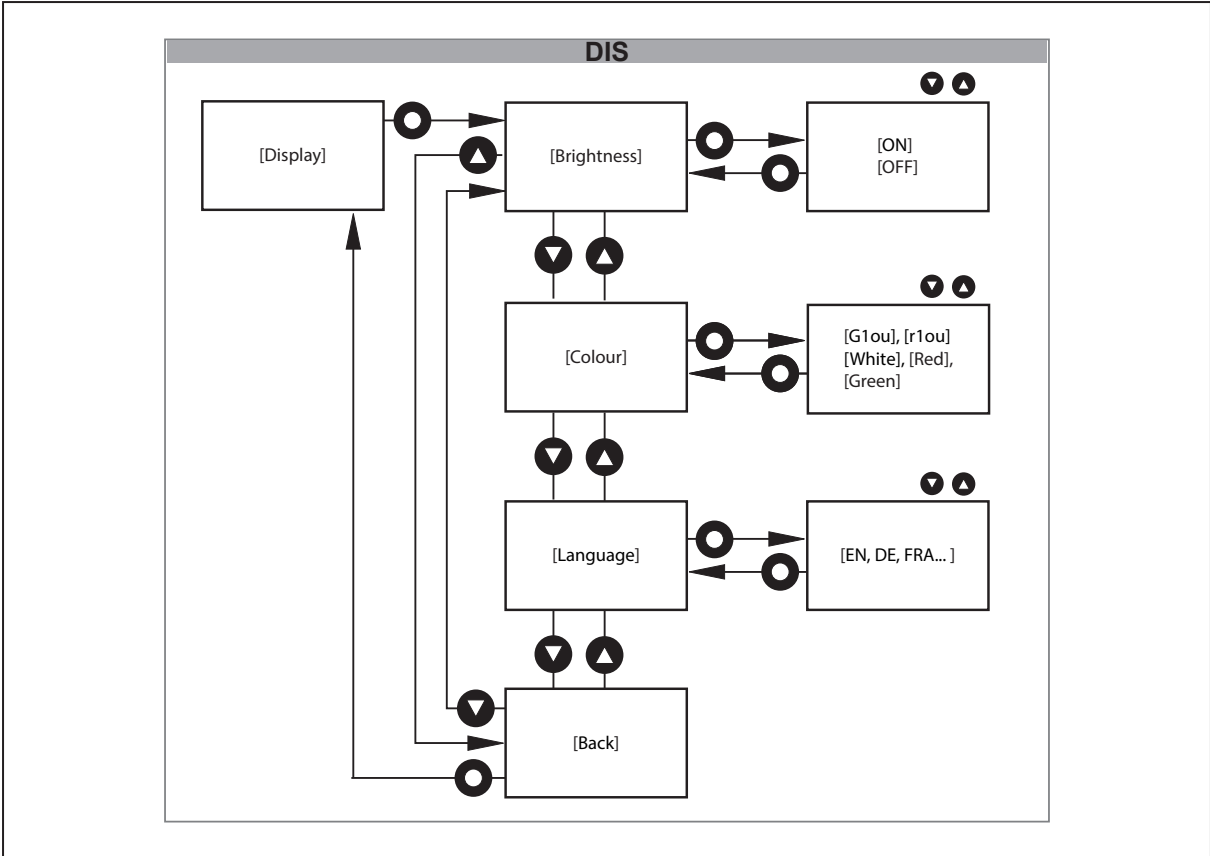 DIS
[Display]
[Brightness]
[ON]
[OFF]
[Colour]
[G1ou], [r1ou]
[White], [Red],
[Green]
[Language]
[EN, DE, FRA... ]
[Back]